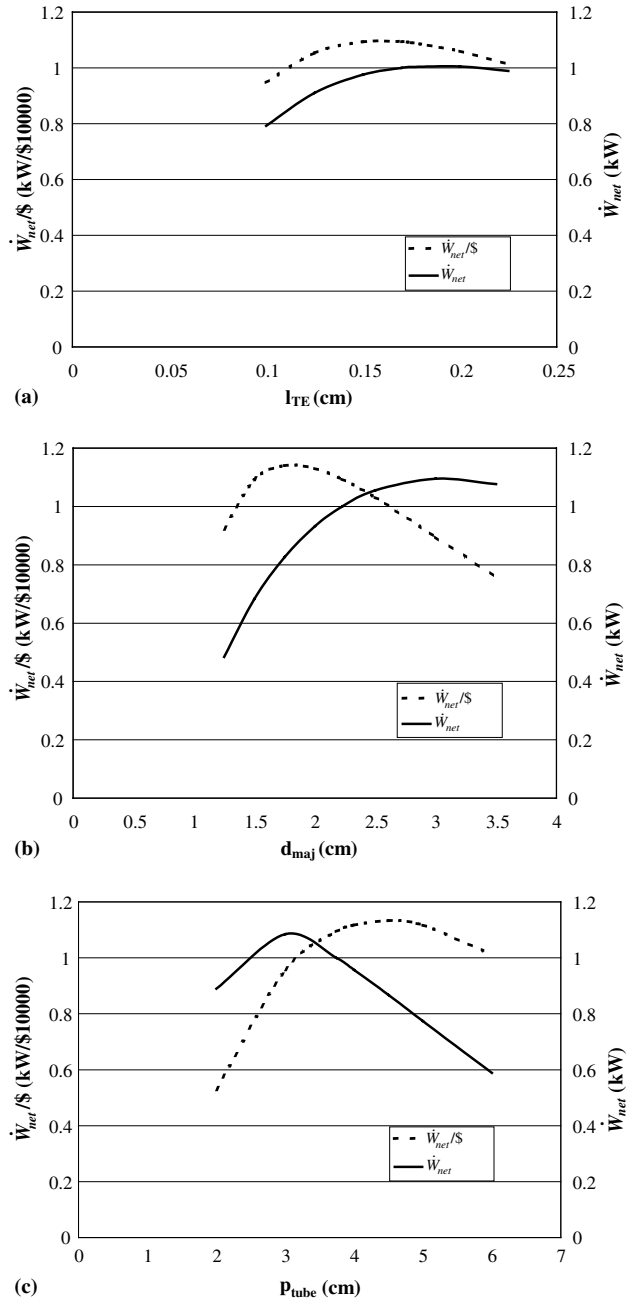 1.2
1
0.8
0.6
0.4
0.2
0
Ẇnet/$ (kW/$10000)
1.2
1
0.8
0.6
0.4
0.2
0
Ẇnet (kW)
Ẇnet/$
Ẇnet
0 0.05 0.1 0.15 0.2 0.25
(a) lTE (cm)
1.2
1
0.8
0.6
0.4
0.2
0
Ẇnet/$ (kW/$10000)
1.2
1
0.8
0.6
0.4
0.2
0
Ẇnet (kW)
Ẇnet/$
Ẇnet
0 0.5 1 1.5 2 2.5 3 3.5 4
(b) dmaj (cm)
1.2
1
0.8
0.6
0.4
0.2
0
Ẇnet/$ (kW/$10000)
1.2
1
0.8
0.6
0.4
0.2
0
Ẇnet (kW)
Ẇnet/$
Ẇnet
0 1 2 3 4 5 6 7
(c) ptube (cm)